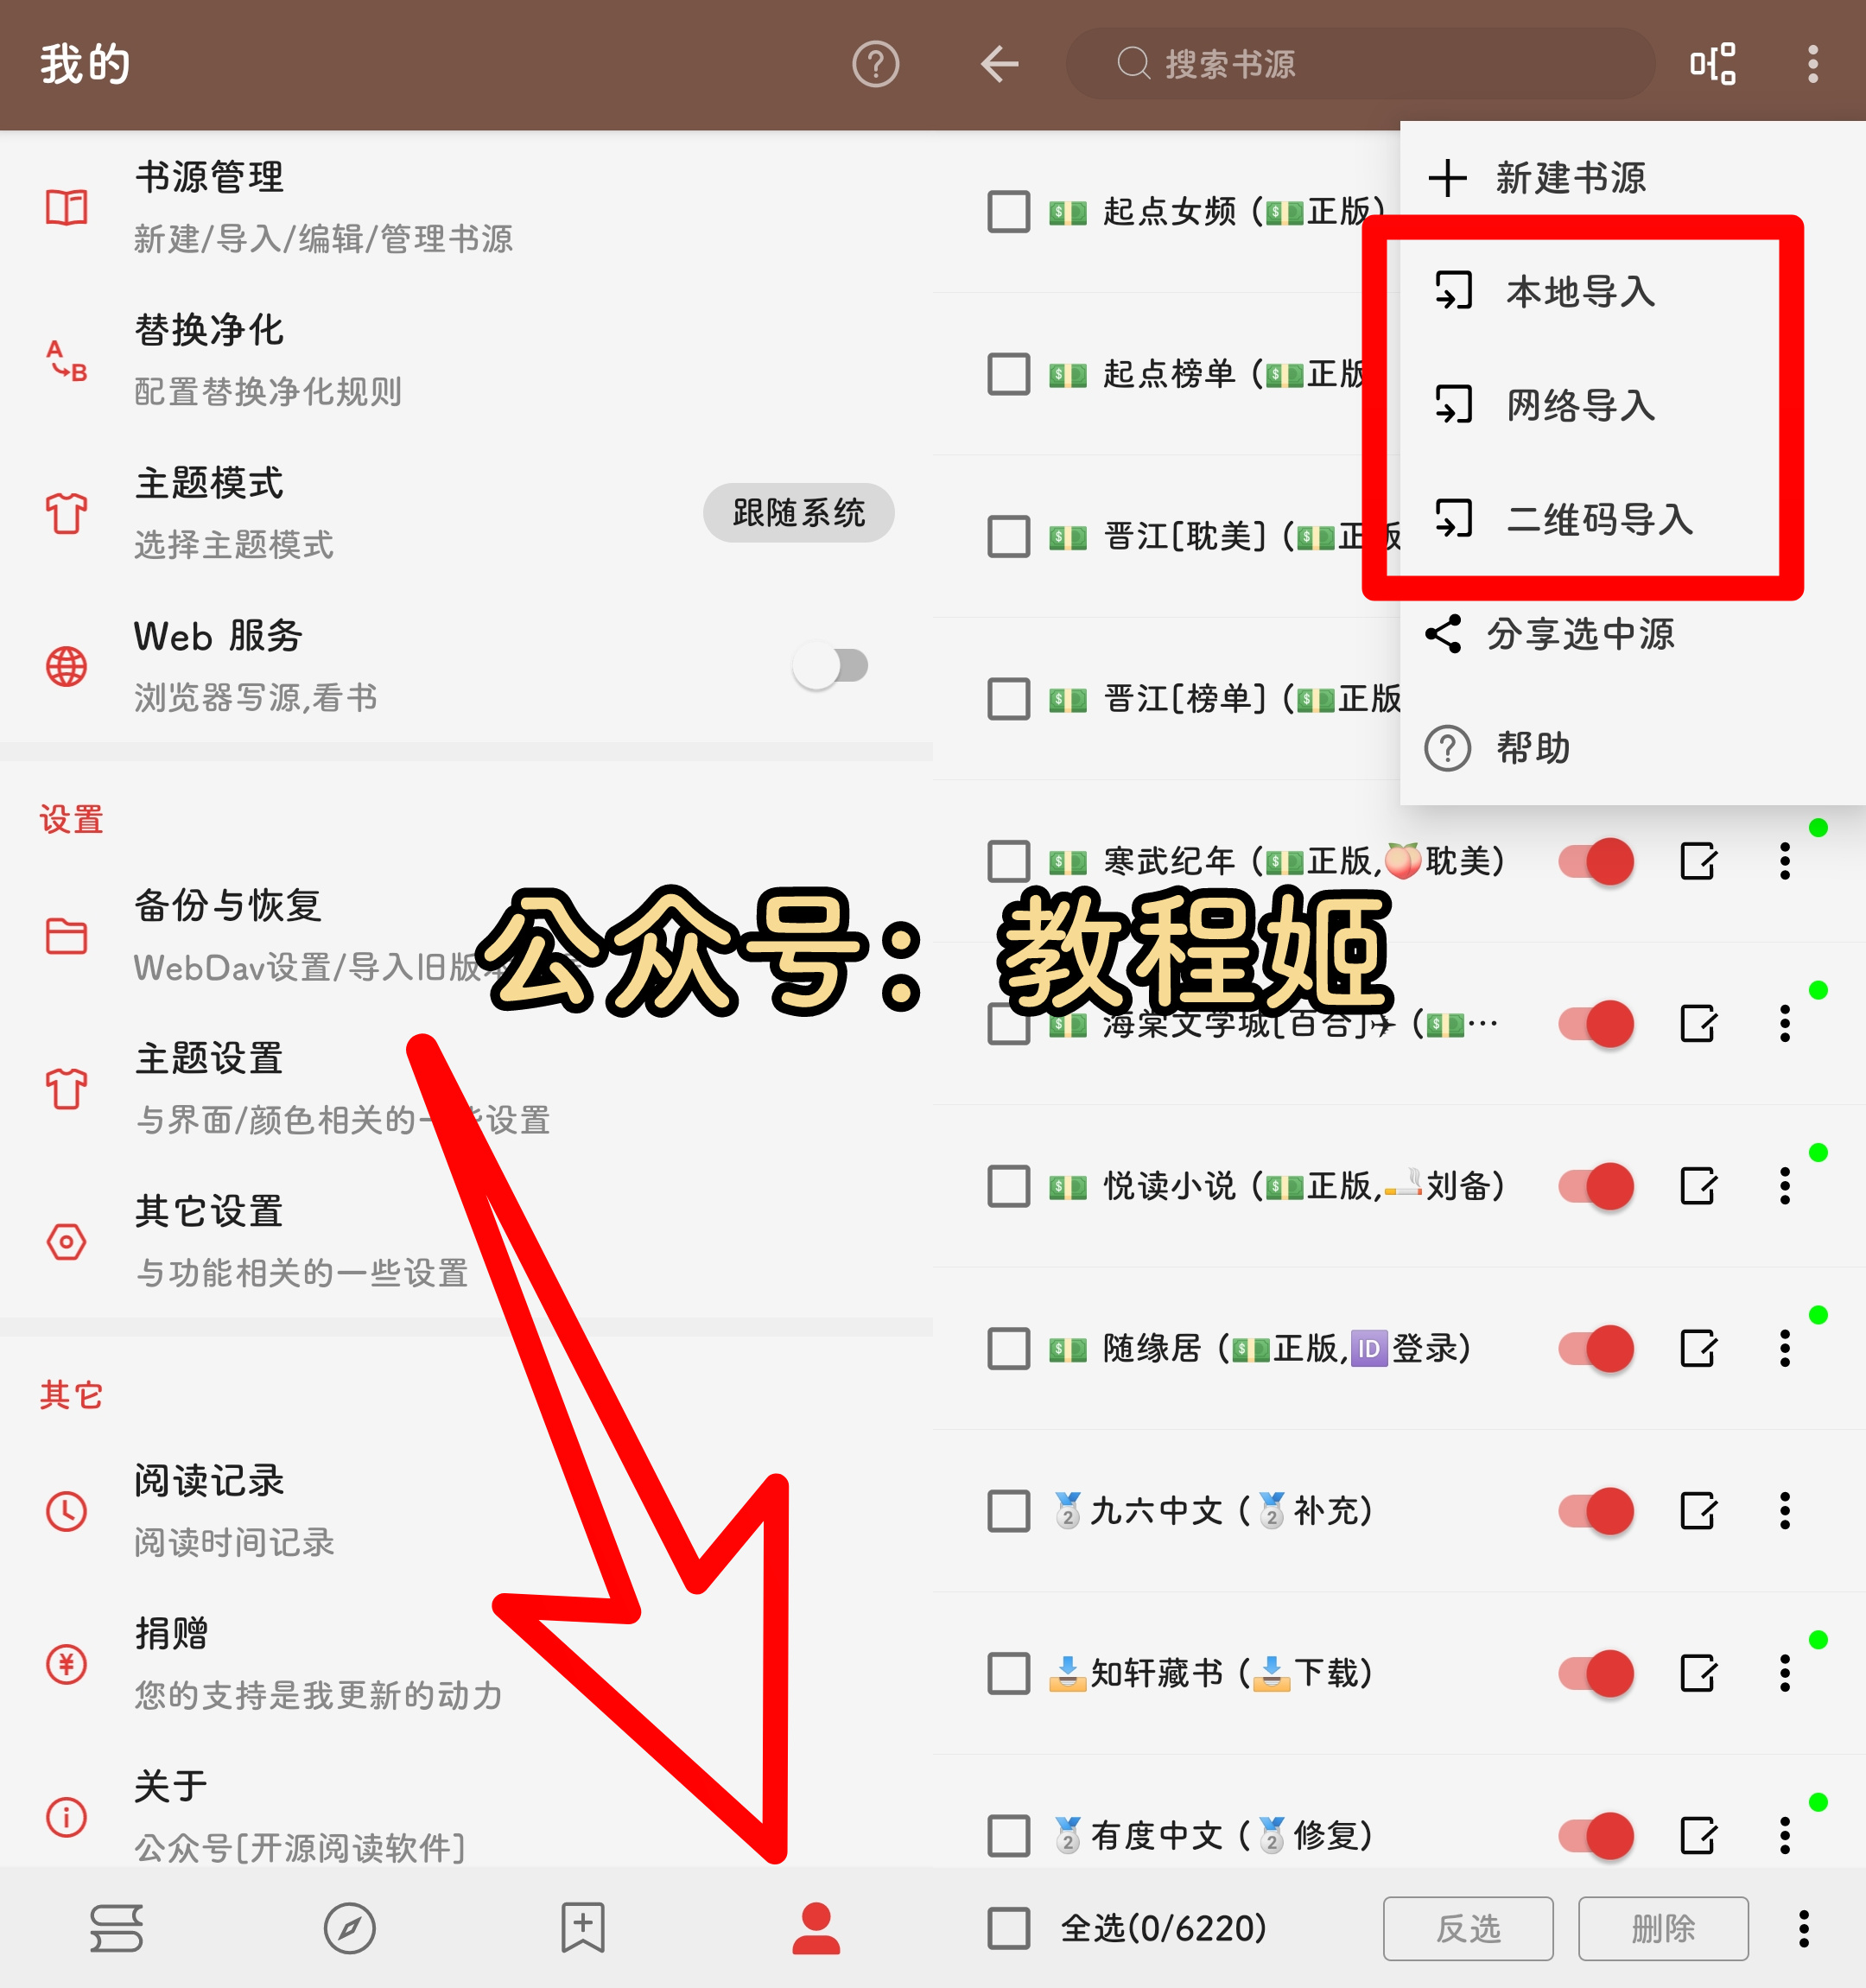 我的
书源管理
新建/导入/编辑/管理书源
替换净化
配置替换净化规则
主题模式
选择主题模式
跟随系统
Web 服务
浏览器写源,看书
设置
备份与恢复
WebDav设置/导入旧版本
主题设置
与界面/颜色相关的一些设置
其它设置
与功能相关的一些设置
其它
阅读记录
阅读时间记录
捐赠
您的支持是我更新的动力
关于
公众号[开源阅读软件]
公众号：教程姬
搜索书源
新建书源
本地导入
网络导入
二维码导入
分享选中源
帮助
💵 起点女频 (💵正版)
💵 起点榜单 (💵正版
💵 晋江[耽美] (💵正版
💵 晋江[榜单] (💵正版
💵 寒武纪年 (💵正版,🍑耽美)
💵 海棠文学城[百合]✈ (💵…
💵 悦读小说 (💵正版,🚬刘备)
💵 随缘居 (💵正版,🆔登录)
🥈九六中文 (🥈补充)
📥知轩藏书 (📥下载)
🥈有度中文 (🥈修复)
全选(0/6220)
反选
删除